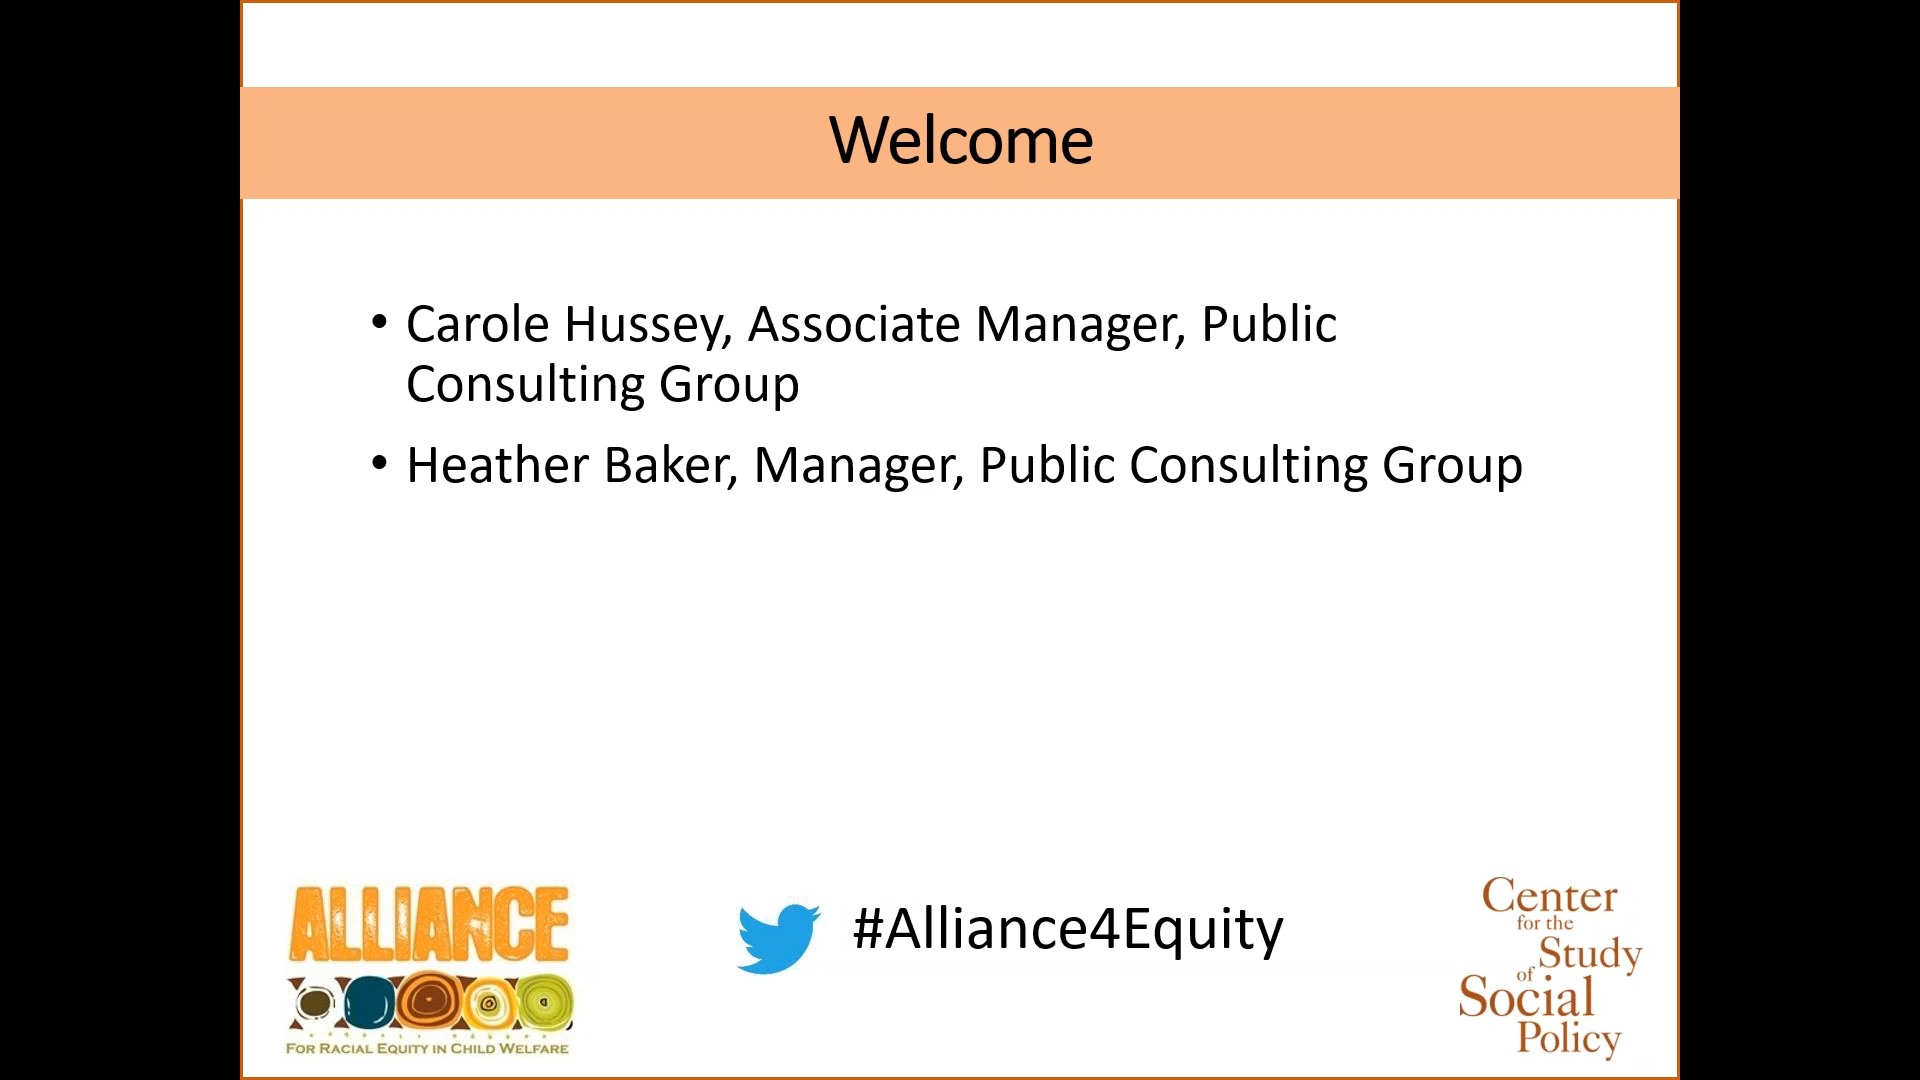 Welcome
• Carole Hussey, Associate Manager, Public
Consulting Group
• Heather Baker, Manager, Public Consulting Group
ALLIANCE
FOR RACIAL EQUITY IN CHILD WELFARE
#Alliance4Equity
Center
for the
Study
of
Social
Policy